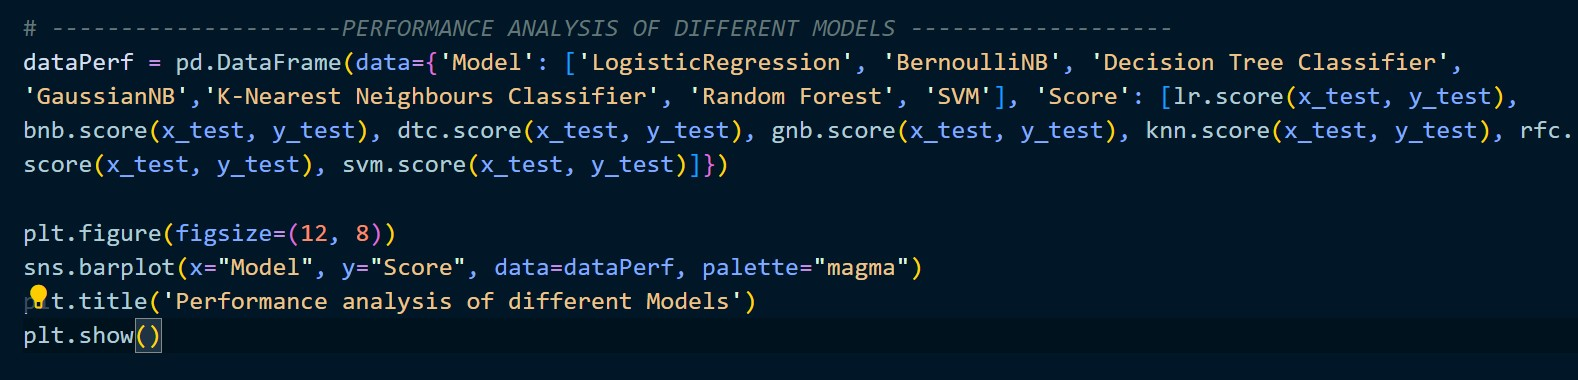 # ---------------------PERFORMANCE ANALYSIS OF DIFFERENT MODELS -------------------
dataPerf = pd.DataFrame(data={'Model': ['LogisticRegression', 'BernoulliNB', 'Decision Tree Classifier',
'GaussianNB','K-Nearest Neighbours Classifier', 'Random Forest', 'SVM'], 'Score': [lr.score(x_test, y_test),
bnb.score(x_test, y_test), dtc.score(x_test, y_test), gnb.score(x_test, y_test), knn.score(x_test, y_test), rfc.
score(x_test, y_test), svm.score(x_test, y_test)]})
plt.figure(figsize=(12, 8))
sns.barplot(x="Model", y="Score", data=dataPerf, palette="magma")
plt.title('Performance analysis of different Models')
plt.show()